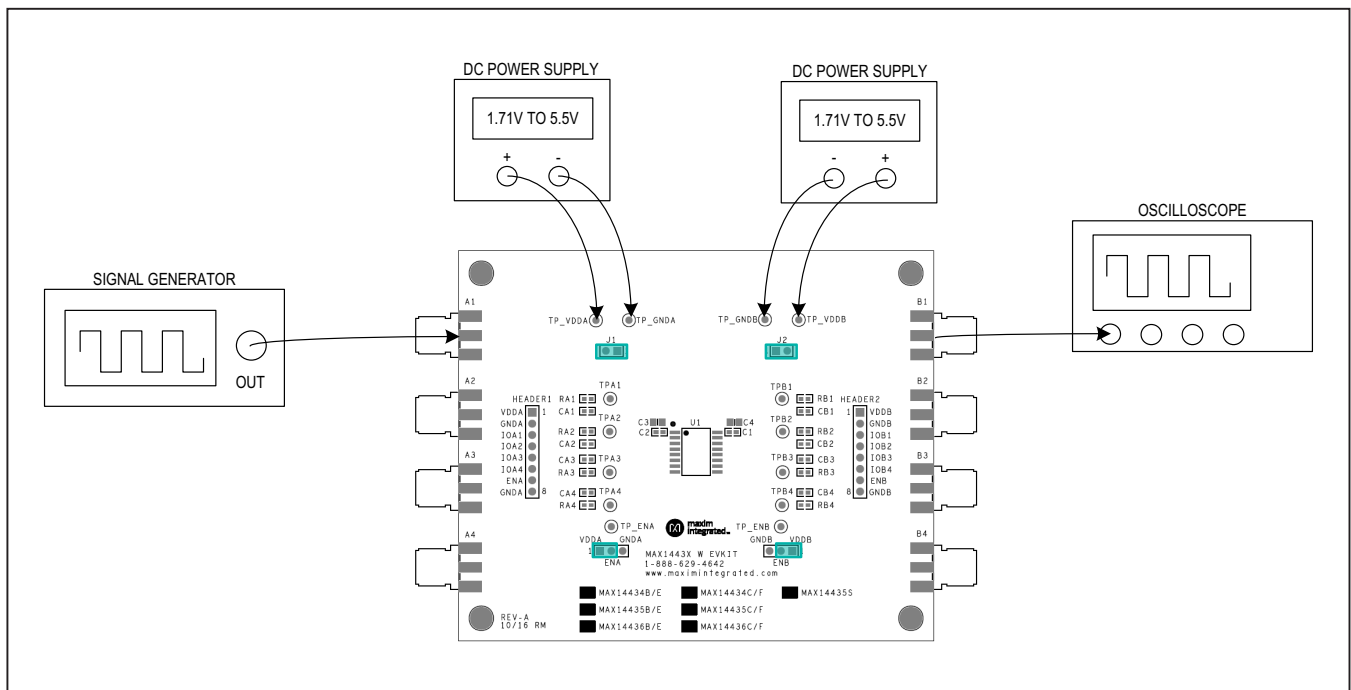 DC POWER SUPPLY
1.71V TO 5.5V
+ -
DC POWER SUPPLY
1.71V TO 5.5V
- +
SIGNAL GENERATOR
OUT
OSCILLOSCOPE
A1
A2
A3
A4
B1
B2
B3
B4
TP_VDDA
TP_GNDA
TP_GNDB
TP_VDDB
J1
J2
HEADER1
VDDA 1
GNDA
IOA1
IOA2
IOA3
IOA4
ENA
GNDA 8
RA1
CA1
RA2
CA2
CA3
RA3
CA4
RA4
TPA1
TPA2
TPA3
TPA4
C3
C2
U1
C4
C1
TPB1
TPB2
TPB3
TPB4
RB1
CB1
RB2
CB2
CB3
RB3
CB4
RB4
HEADER2
1 VDDB
GNDB
IOB1
IOB2
IOB3
IOB4
ENB
8 GNDB
TP_ENA
maxim
integrated™
TP_ENB
VDDA GNDA
1
ENA
GNDB VDDB
ENB
MAX1443X W EVKIT
1-888-629-4642
www.maximintegrated.com
MAX14434B/E MAX14434C/F MAX14435S
MAX14435B/E MAX14435C/F
MAX14436B/E MAX14436C/F
REV-A
10/16 RM